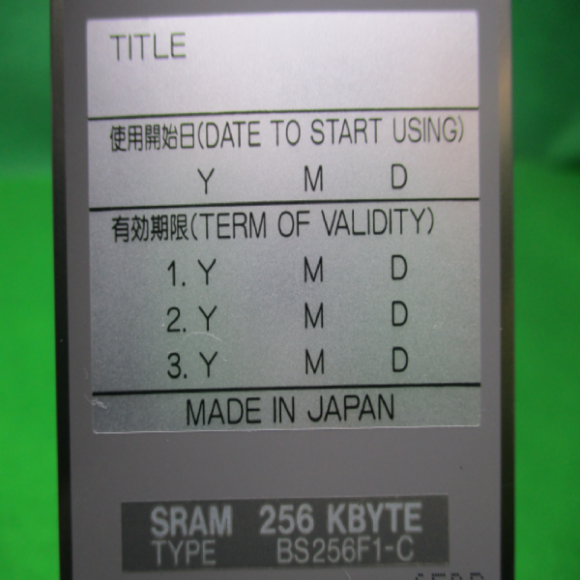 TITLE
使用開始日(DATE TO START USING)
Y M D
有効期限(TERM OF VALIDITY)
1. Y M D
2. Y M D
3. Y M D
MADE IN JAPAN
SRAM 256 KBYTE
TYPE BS256F1-C